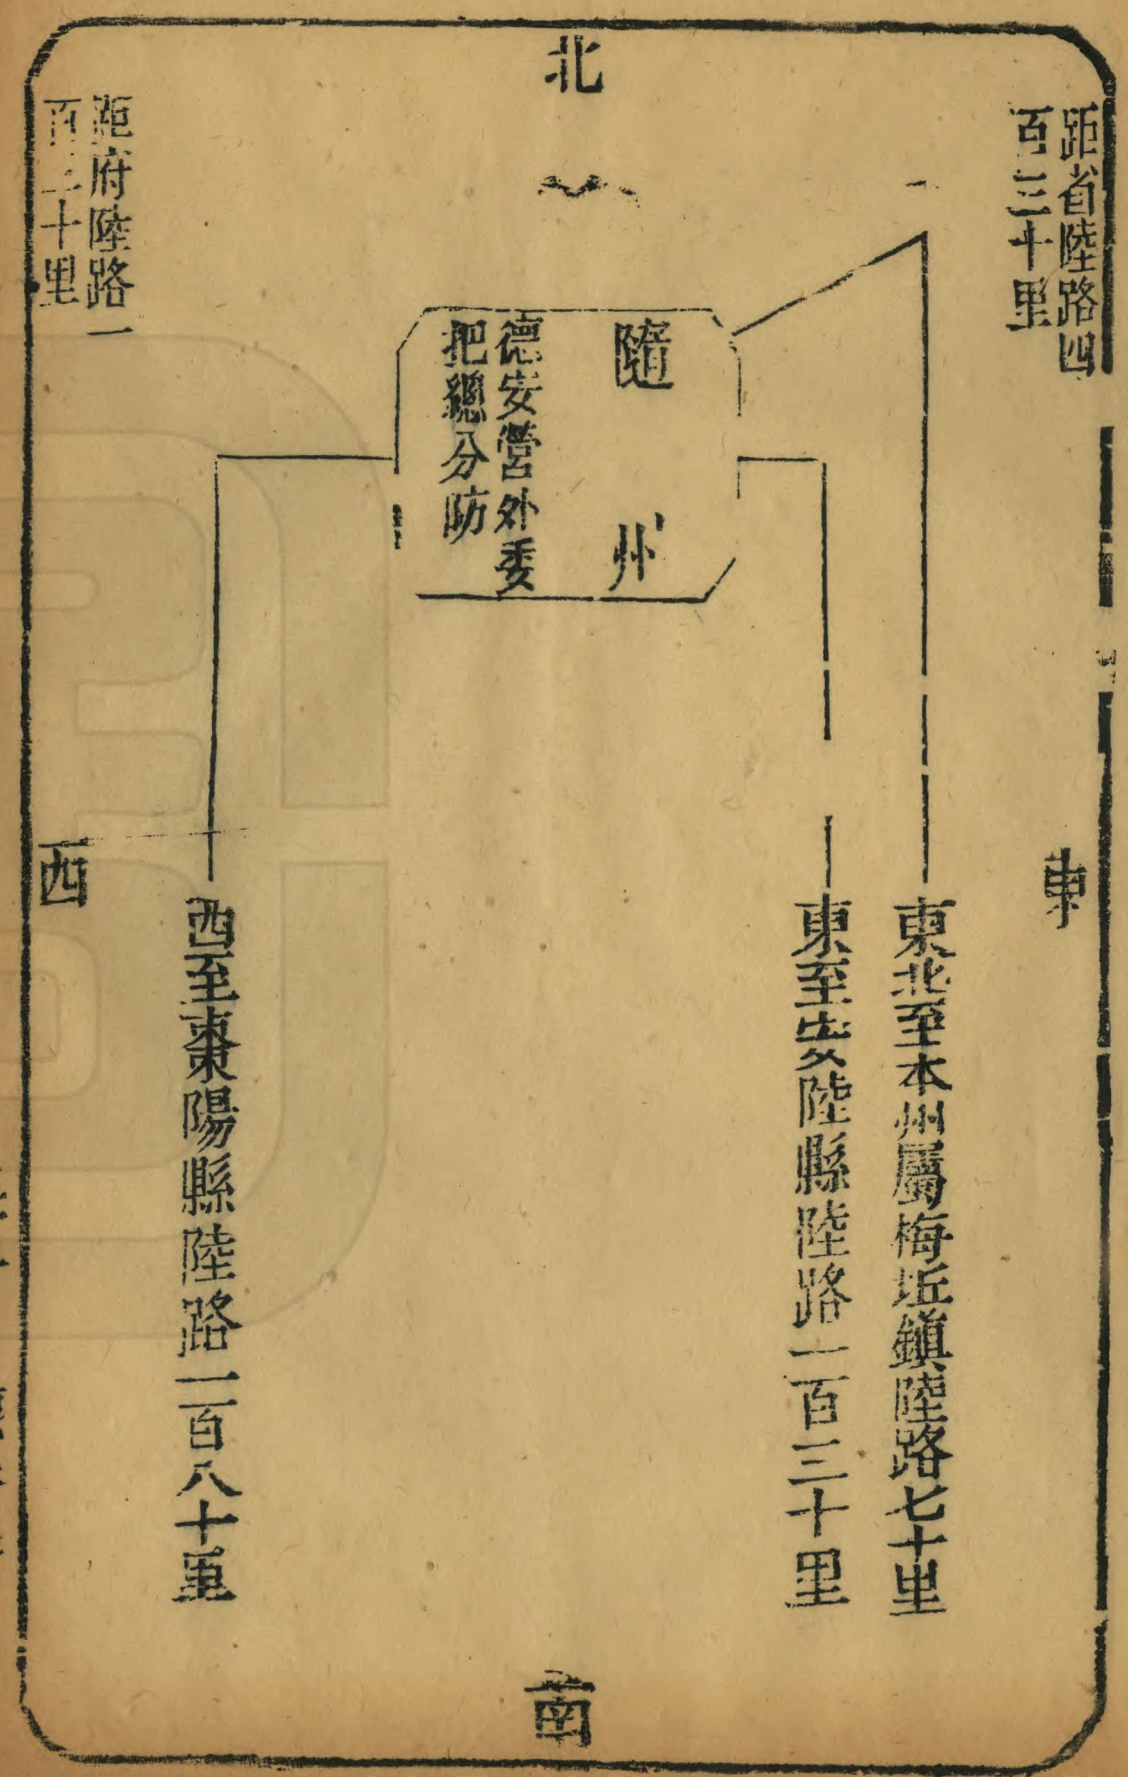 北
距省陸路四
百三十里
距府陸路一
百三十里
隨州
德安營外委
把總分防
東
西
東北至本州屬梅坵鎮陸路七十里
東至安陸縣陸路一百三十里
西至棗陽縣陸路一百八十里
南